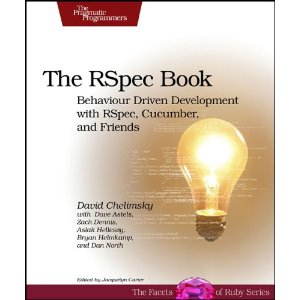 The
Pragmatic
Programmers
The RSpec Book
Behaviour Driven Development
with RSpec, Cucumber,
and Friends
David Chelimsky
with Dave Astels,
Zach Dennis,
Aslak Hellesøy,
Bryan Helmkamp,
and Dan North
Edited by Jacquelyn Carter
The Facets of Ruby Series